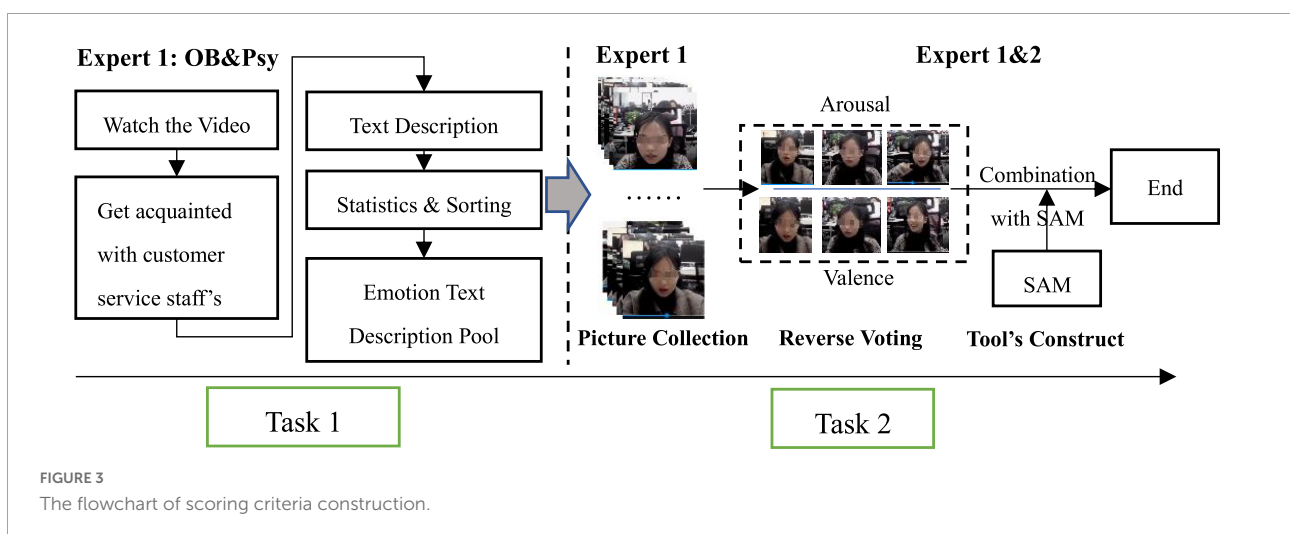 Expert 1: OB&Psy
Watch the Video
Get acquainted
with customer
service staff’s
Text Description
Statistics & Sorting
Emotion Text
Description Pool
Expert 1
......
Picture Collection
Expert 1&2
Arousal
Valence
Reverse Voting
Combination
with SAM
SAM
Tool’s Construct
End
Task 1
Task 2
FIGURE 3
The flowchart of scoring criteria construction.